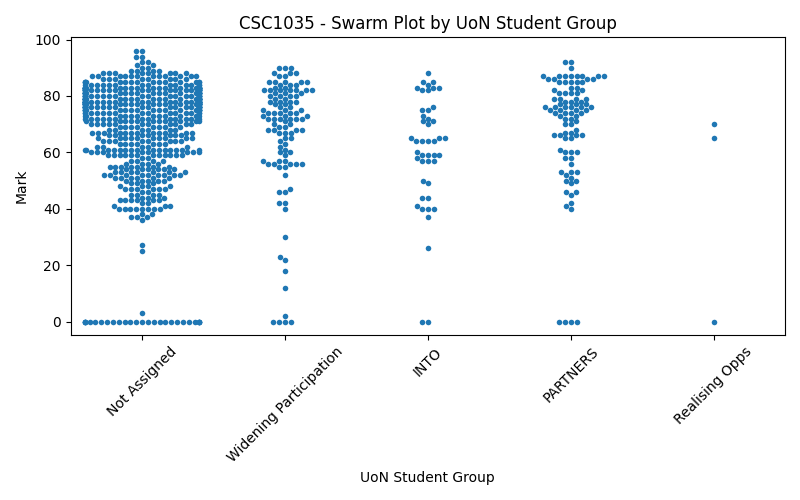 CSC1035 - Swarm Plot by UoN Student Group
100
80
60
40
20
0
Mark
Not Assigned
Widening Participation
INTO
PARTNERS
Realising Opps
UoN Student Group